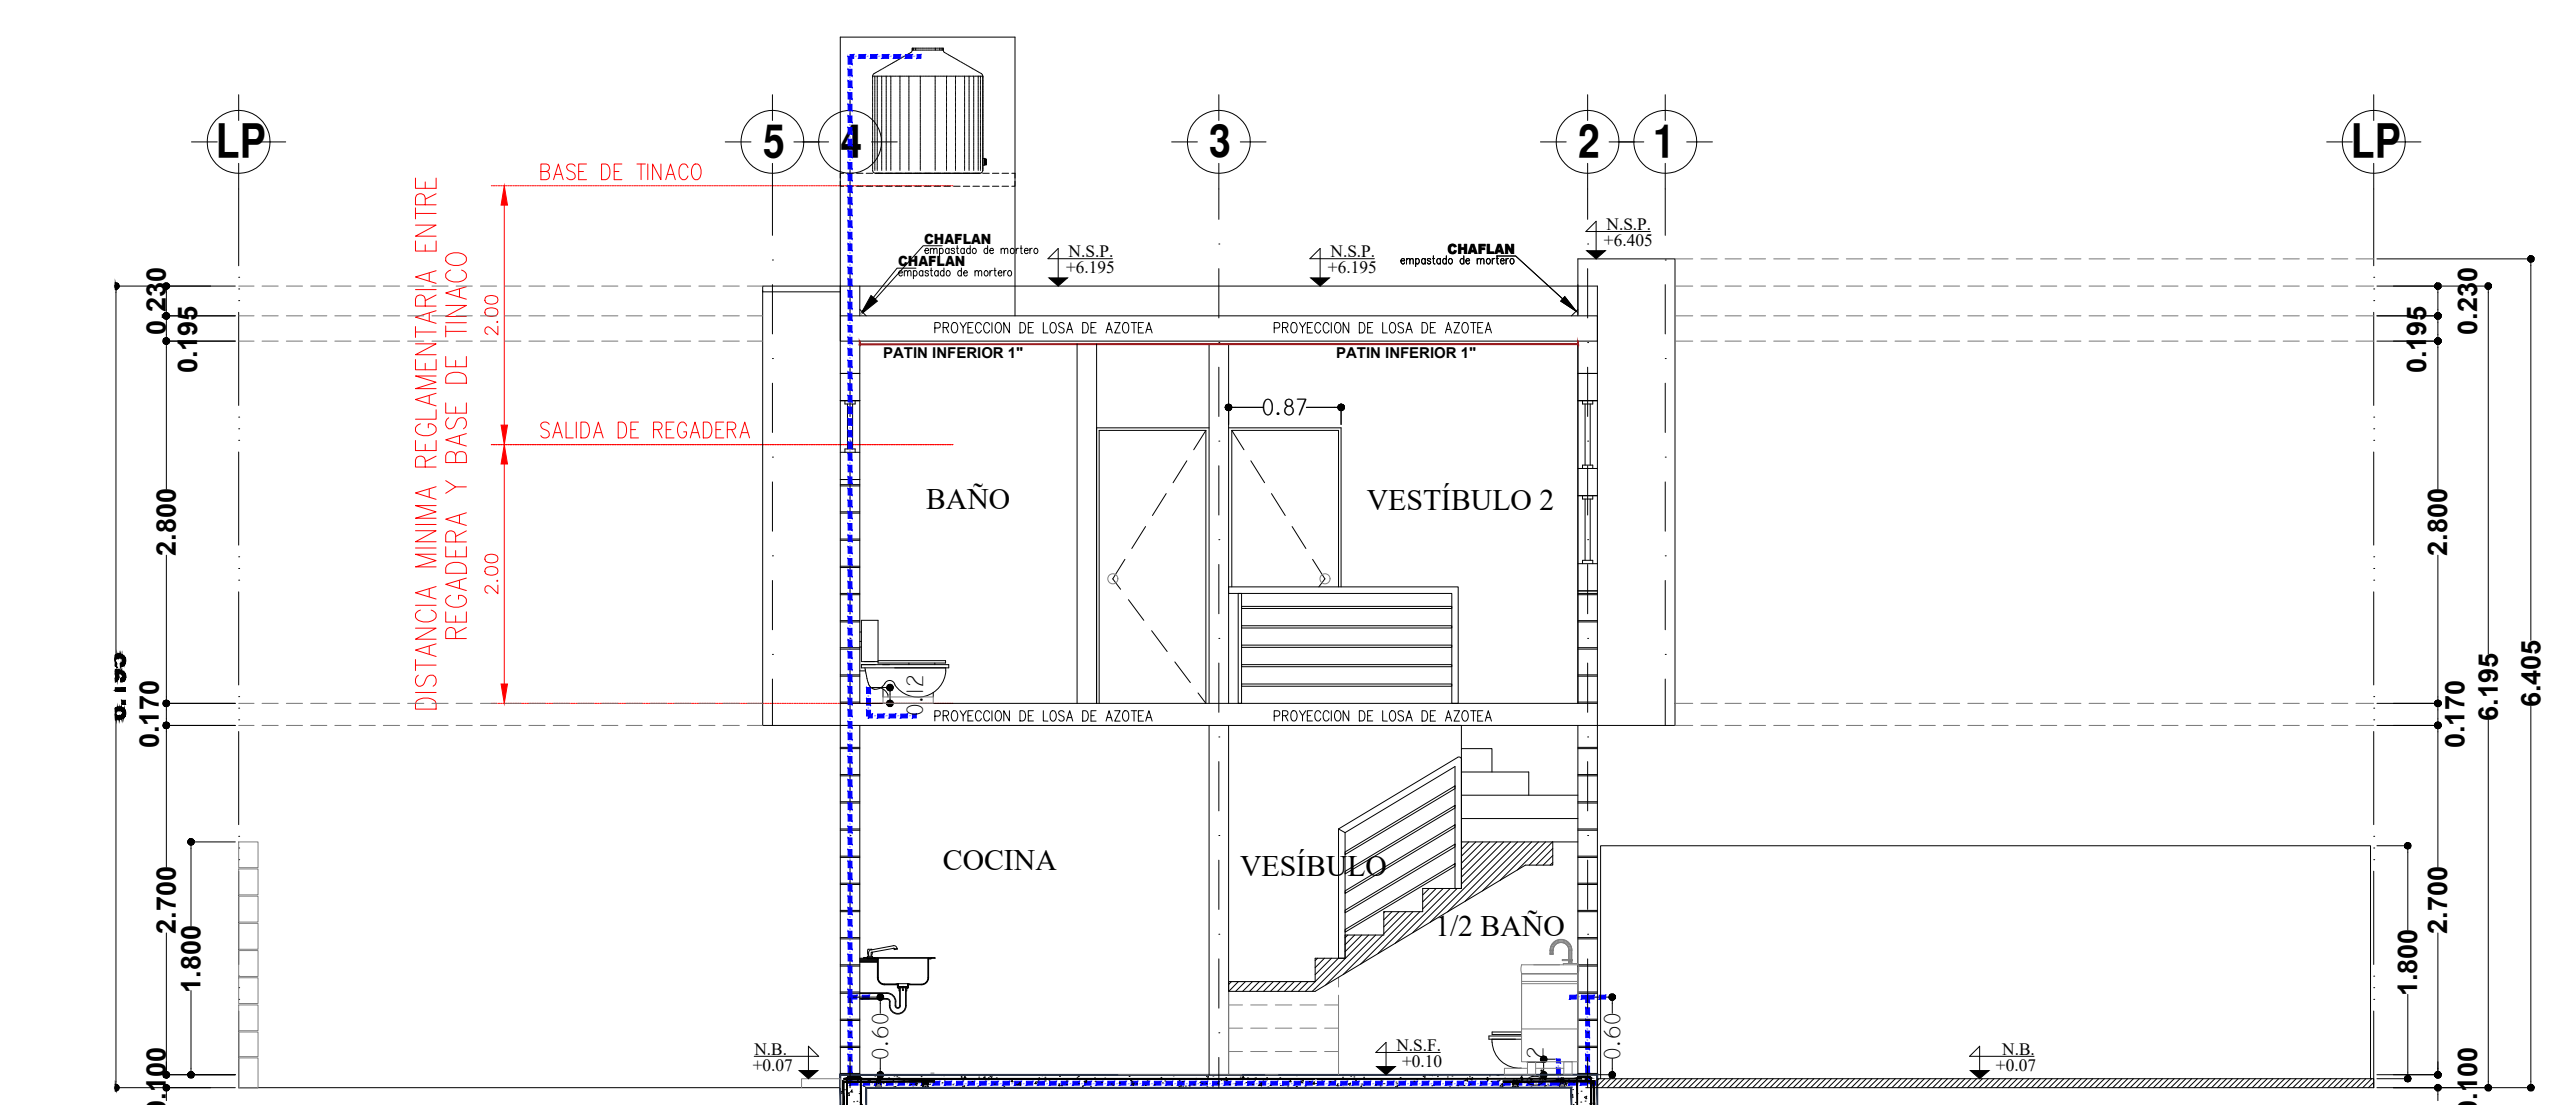 LP
5
4
3
2
1
LP
BASE DE TINACO
DISTANCIA MINIMA REGLAMENTARIA ENTRE
REGADERA Y BASE DE TINACO
2.00
2.00
SALIDA DE REGADERA
CHAFLAN
empastado de mortero
CHAFLAN
empastado de mortero
N.S.P.
+6.195
N.S.P.
+6.195
CHAFLAN
empastado de mortero
N.S.P.
+6.405
PROYECCION DE LOSA DE AZOTEA
PROYECCION DE LOSA DE AZOTEA
PATIN INFERIOR 1"
PATIN INFERIOR 1"
0.230
0.195
2.800
0.170
2.700
1.800
0.100
0.87
BAÑO
VESTÍBULO 2
0.12
PROYECCION DE LOSA DE AZOTEA
PROYECCION DE LOSA DE AZOTEA
COCINA
VESÍBULO
1/2 BAÑO
0.60
0.60
N.B.
+0.07
N.S.F.
+0.10
N.B.
+0.07
0.230
0.195
2.800
0.170
6.195
6.405
2.700
1.800
0.100